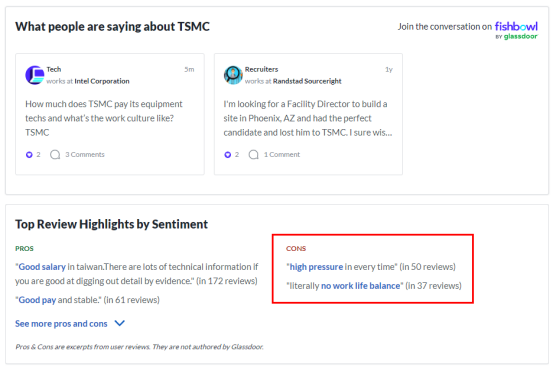 What people are saying about TSMC
Join the conversation on fishbowl
BY glassdoor
Tech 5m
works at Intel Corporation
How much does TSMC pay its equipment
techs and what's the work culture like?
TSMC
2 3 Comments
Recruiters 1y
works at Randstad Sourceright
I'm looking for a Facility Director to build a
site in Phoenix, AZ and had the perfect
candidate and lost him to TSMC. I sure wis...
2 1 Comment
Top Review Highlights by Sentiment
PROS
"Good salary in taiwan.There are lots of technical information if
you are good at digging out detail by evidence." (in 172 reviews)
"Good pay and stable." (in 61 reviews)
CONS
"high pressure in every time" (in 50 reviews)
"literally no work life balance" (in 37 reviews)
See more pros and cons
Pros & Cons are excerpts from user reviews. They are not authored by Glassdoor.